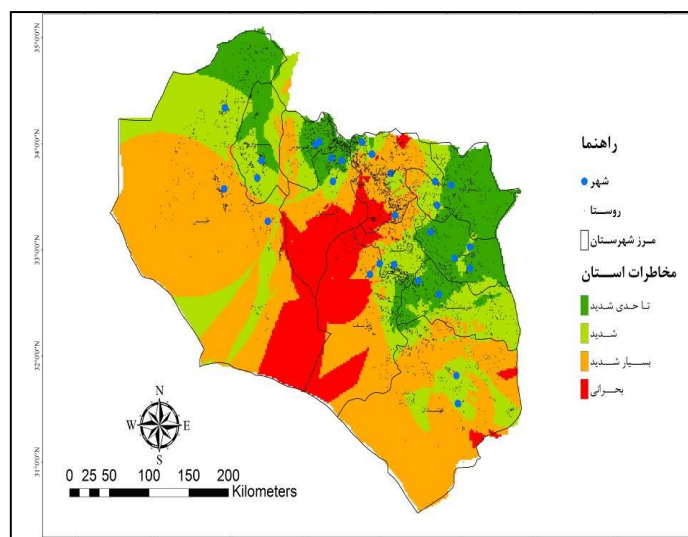 35°0'0"N
34°0'0"N
33°0'0"N
32°0'0"N
31°0'0"N
راهنما
شهر
روستا
مرز شهرستان
مخاطرات استان
تا حدی شدید
شدید
بسیار شدید
بحرانی
N
W E
S
0 25 50 100 150 200
Kilometers